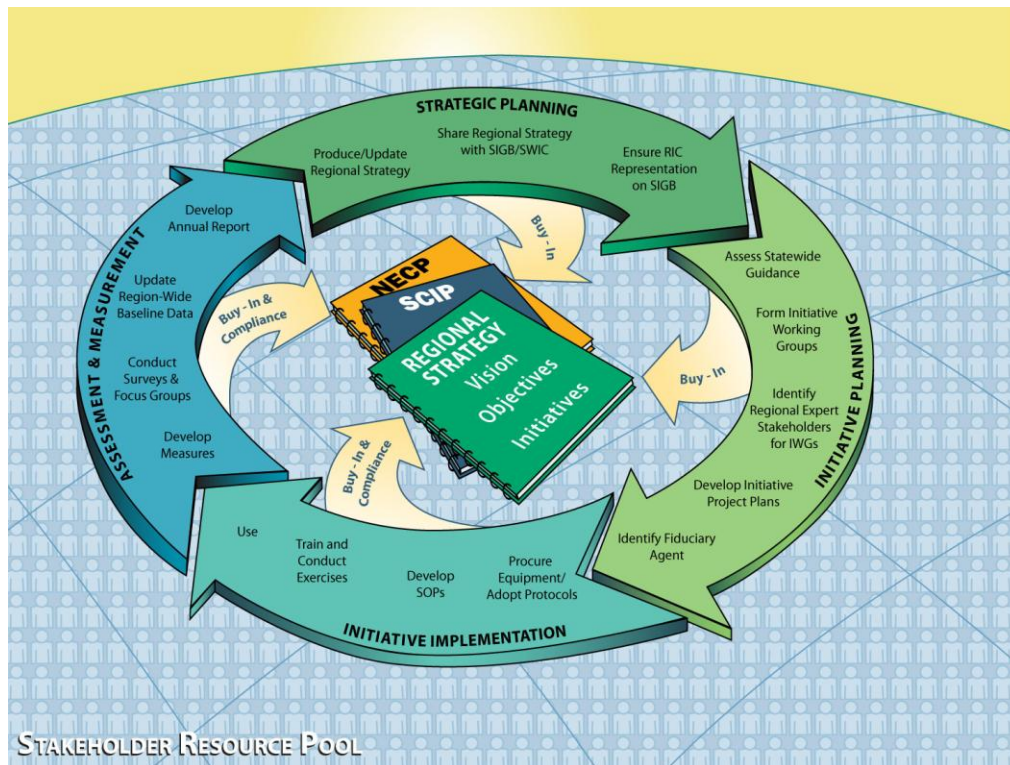 STRATEGIC PLANNING
Produce/Update
Regional Strategy
Share Regional Strategy
with SIGB/SWIC
Ensure RIC
Representation
on SIGB
Buy - In
INITIATIVE PLANNING
Assess Statewide
Guidance
Form Initiative
Working
Groups
Identify
Regional Expert
Stakeholders
for IWGs
Develop Initiative
Project Plans
Identify Fiduciary
Agent
Buy - In
INITIATIVE IMPLEMENTATION
Procure
Equipment/
Adopt Protocols
Develop
SOPs
Train and
Conduct
Exercises
Use
Buy - In &
Compliance
ASSESSMENT & MEASUREMENT
Develop
Measures
Conduct
Surveys &
Focus Groups
Update
Region-Wide
Baseline Data
Develop
Annual Report
Buy - In &
Compliance
NECP
SCIP
REGIONAL
STRATEGY
Vision
Objectives
Initiatives
STAKEHOLDER RESOURCE POOL